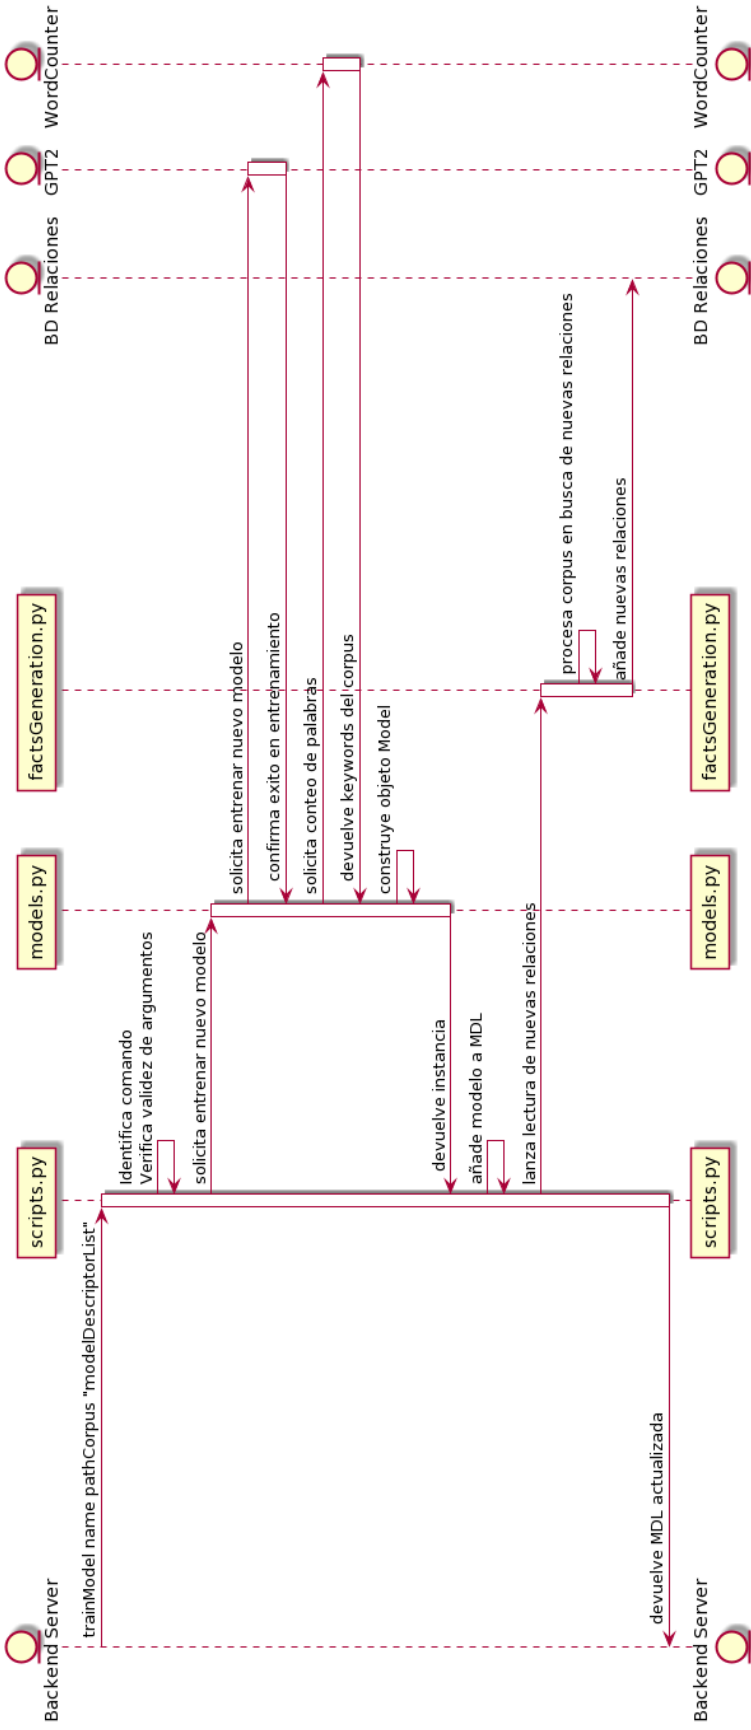 Backend Server
scripts.py
models.py
factsGeneration.py
BD Relaciones
GPT2
WordCounter
trainModel name pathCorpus "modelDescriptorList"
Identifica comando
Verifica validez de argumentos
solicita entrenar nuevo modelo
solicita entrenar nuevo modelo
confirma exito en entrenamiento
solicita conteo de palabras
devuelve keywords del corpus
construye objeto Model
devuelve instancia
añade modelo a MDL
lanza lectura de nuevas relaciones
procesa corpus en busca de nuevas relaciones
añade nuevas relaciones
devuelve MDL actualizada
Backend Server
scripts.py
models.py
factsGeneration.py
BD Relaciones
GPT2
WordCounter